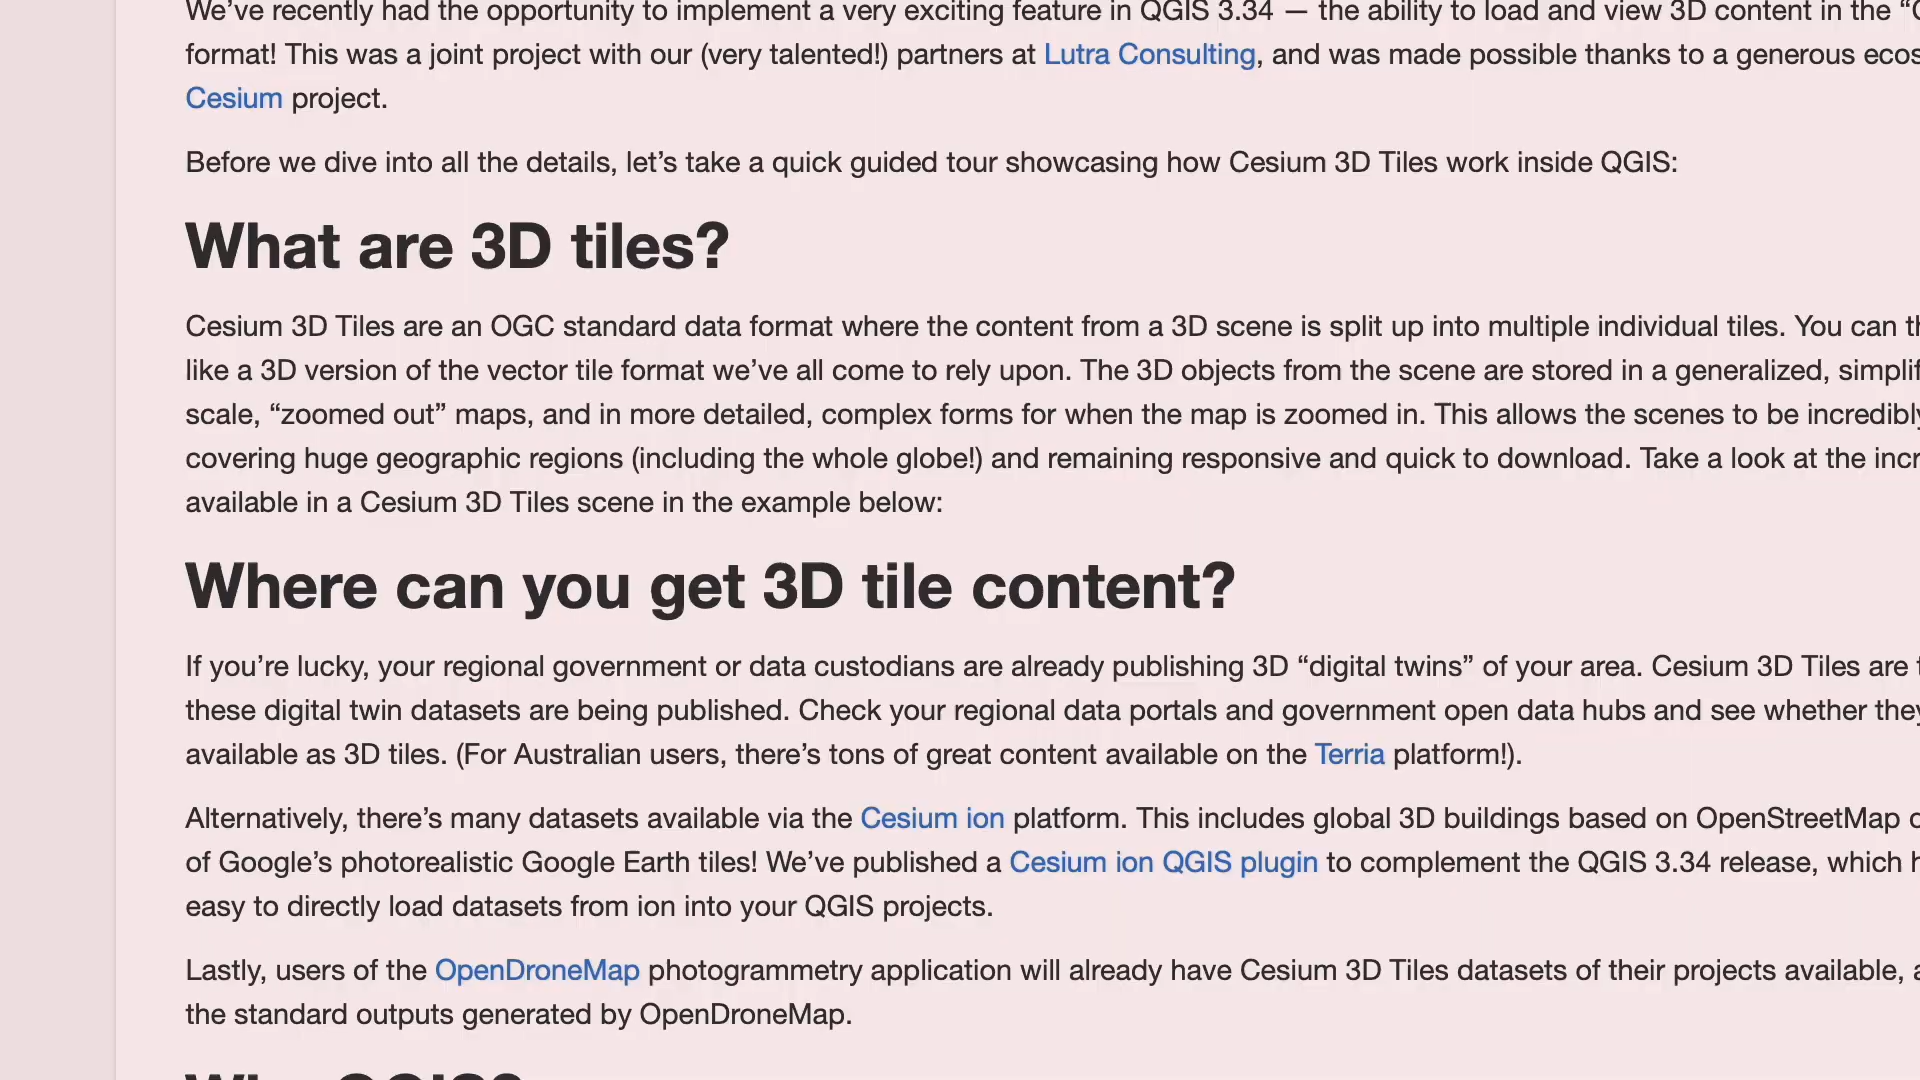 We’ve recently had the opportunity to implement a very exciting feature in QGIS 3.34 — the ability to load and view 3D content in the “
format! This was a joint project with our (very talented!) partners at Lutra Consulting, and was made possible thanks to a generous ecos
Cesium project.
Before we dive into all the details, let’s take a quick guided tour showcasing how Cesium 3D Tiles work inside QGIS:
What are 3D tiles?
Cesium 3D Tiles are an OGC standard data format where the content from a 3D scene is split up into multiple individual tiles. You can th
like a 3D version of the vector tile format we’ve all come to rely upon. The 3D objects from the scene are stored in a generalized, simplif
scale, “zoomed out” maps, and in more detailed, complex forms for when the map is zoomed in. This allows the scenes to be incredibly
covering huge geographic regions (including the whole globe!) and remaining responsive and quick to download. Take a look at the incr
available in a Cesium 3D Tiles scene in the example below:
Where can you get 3D tile content?
If you’re lucky, your regional government or data custodians are already publishing 3D “digital twins” of your area. Cesium 3D Tiles are t
these digital twin datasets are being published. Check your regional data portals and government open data hubs and see whether they
available as 3D tiles. (For Australian users, there’s tons of great content available on the Terria platform!).
Alternatively, there’s many datasets available via the Cesium ion platform. This includes global 3D buildings based on OpenStreetMap
of Google’s photorealistic Google Earth tiles! We’ve published a Cesium ion QGIS plugin to complement the QGIS 3.34 release, which h
easy to directly load datasets from ion into your QGIS projects.
Lastly, users of the OpenDroneMap photogrammetry application will already have Cesium 3D Tiles datasets of their projects available,
the standard outputs generated by OpenDroneMap.